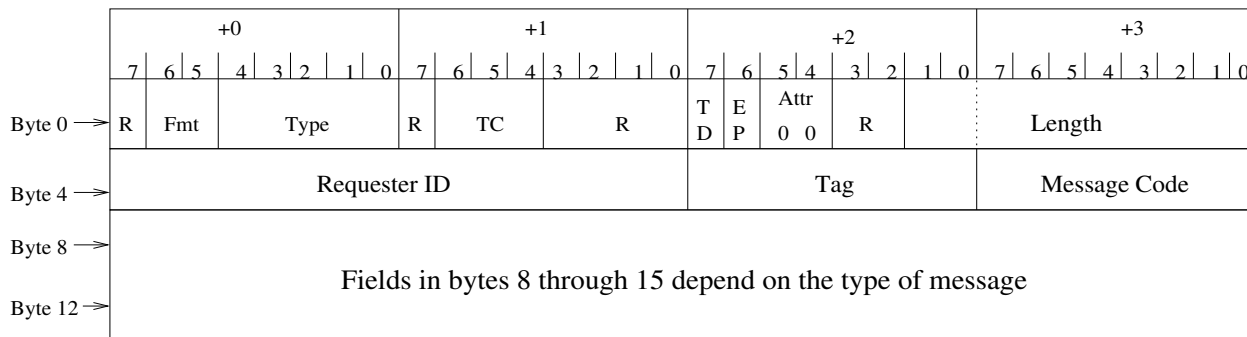 +0 +1 +2 +3
7 6 5 4 3 2 1 0 7 6 5 4 3 2 1 0 7 6 5 4 3 2 1 0 7 6 5 4 3 2 1 0
Byte 0 R Fmt Type R TC R T D E P Attr 0 0 R Length
Byte 4 Requester ID Tag Message Code
Byte 8
Fields in bytes 8 through 15 depend on the type of message
Byte 12